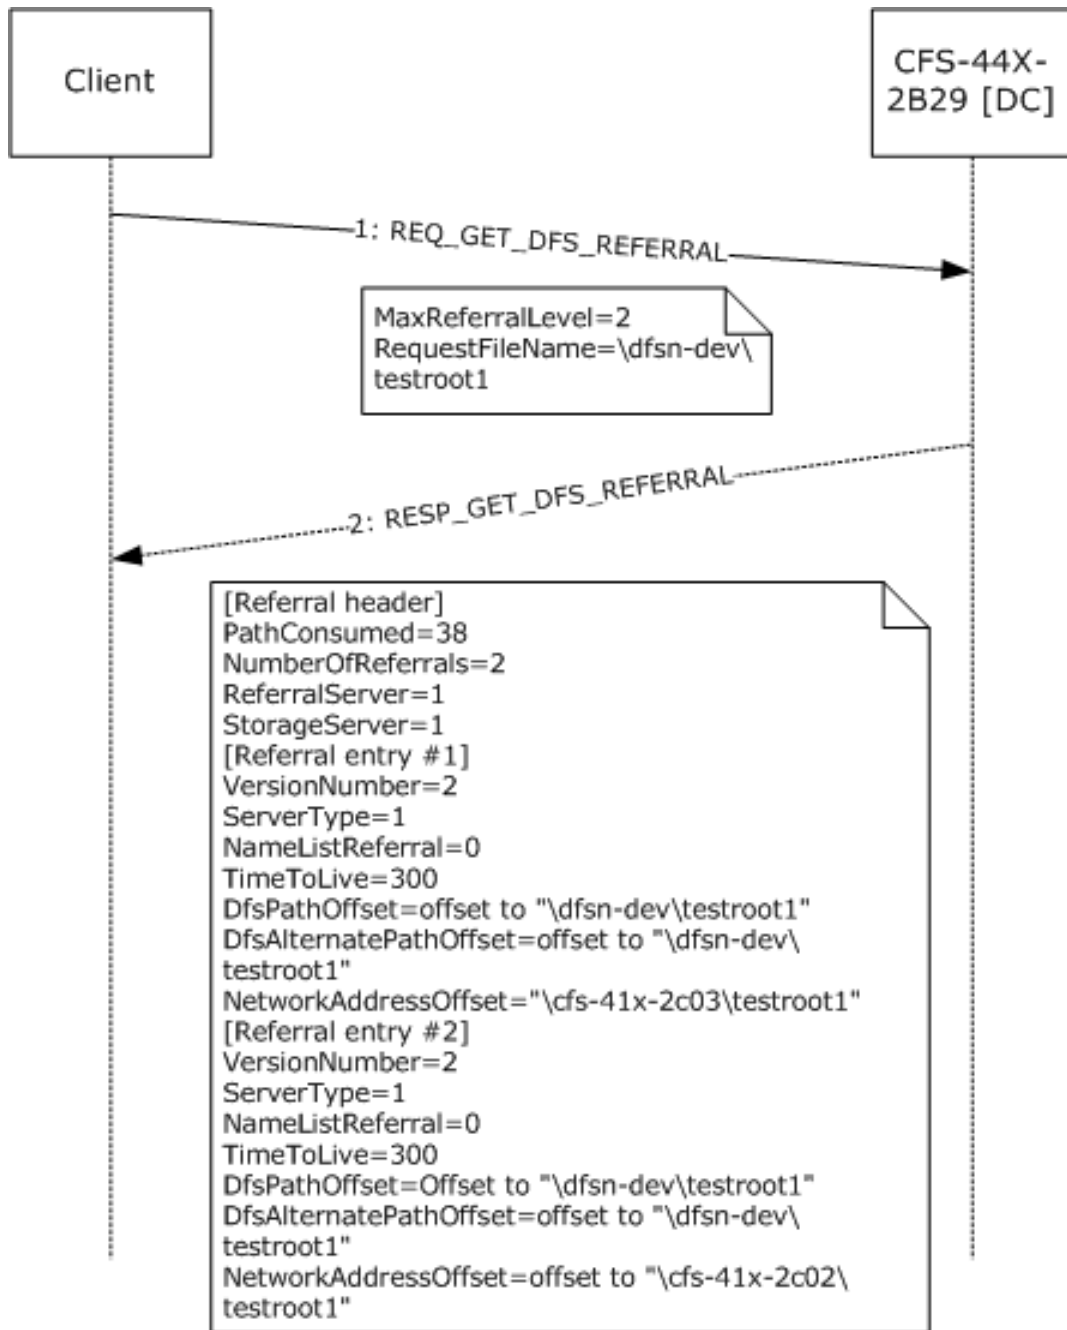 Client
CFS-44X-
2B29 [DC]
1: REQ_GET_DFS_REFERRAL
MaxReferralLevel=2
RequestFileName=\dfsn-dev\
testroot1
2: RESP_GET_DFS_REFERRAL
[Referral header]
PathConsumed=38
NumberOfReferrals=2
ReferralServer=1
StorageServer=1
[Referral entry #1]
VersionNumber=2
ServerType=1
NameListReferral=0
TimeToLive=300
DfsPathOffset=offset to "\dfsn-dev\testroot1"
DfsAlternatePathOffset=offset to "\dfsn-dev\
testroot1"
NetworkAddressOffset="\cfs-41x-2c03\testroot1"
[Referral entry #2]
VersionNumber=2
ServerType=1
NameListReferral=0
TimeToLive=300
DfsPathOffset=Offset to "\dfsn-dev\testroot1"
DfsAlternatePathOffset=offset to "\dfsn-dev\
testroot1"
NetworkAddressOffset=offset to "\cfs-41x-2c02\
testroot1"